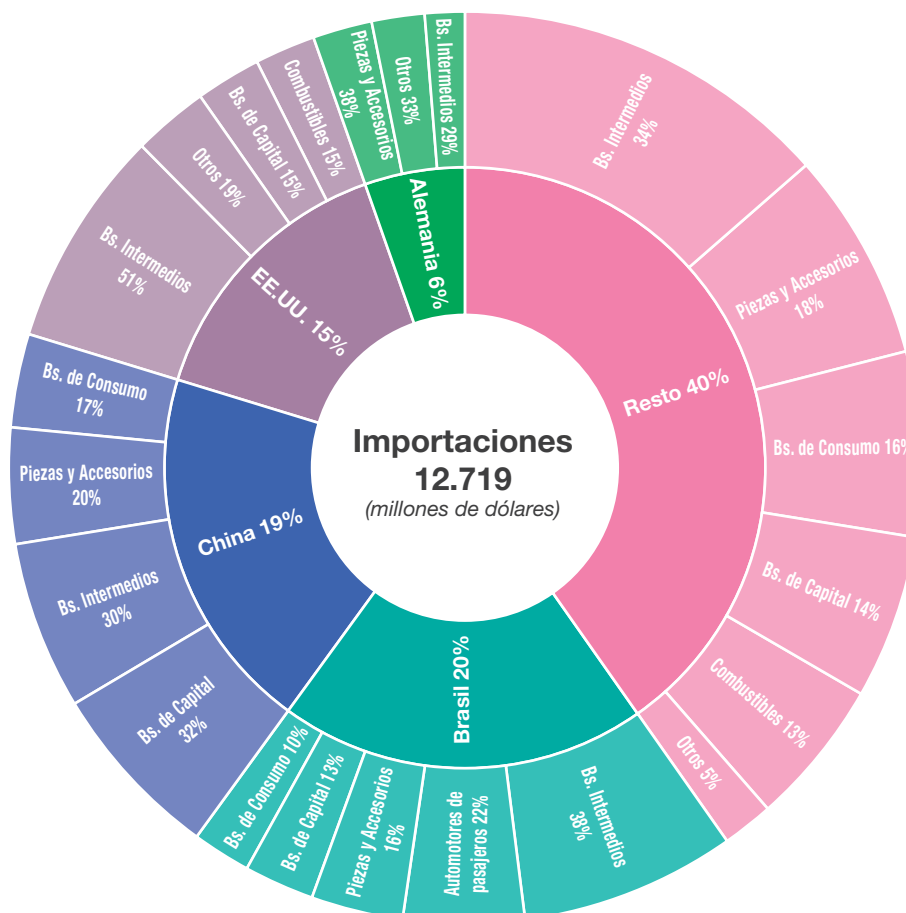 Importaciones
12.719
(millones de dólares)
Resto 40%
Bs. Intermedios
34%
Piezas y Accesorios
18%
Bs. de Consumo 16%
Bs. de Capital 14%
Combustibles 13%
Otros 5%
Brasil 20%
Bs. Intermedios
38%
Automotores de
pasajeros 22%
Piezas y Accesorios
16%
Bs. de Capital 13%
Bs. de Consumo 10%
China 19%
Bs. de Capital
32%
Bs. Intermedios
30%
Piezas y Accesorios
20%
Bs. de Consumo
17%
EE.UU. 15%
Bs. Intermedios
51%
Otros 19%
Bs. de Capital 15%
Combustibles 15%
Alemania 6%
Piezas y Accesorios
38%
Otros 33%
Bs. Intermedios 29%